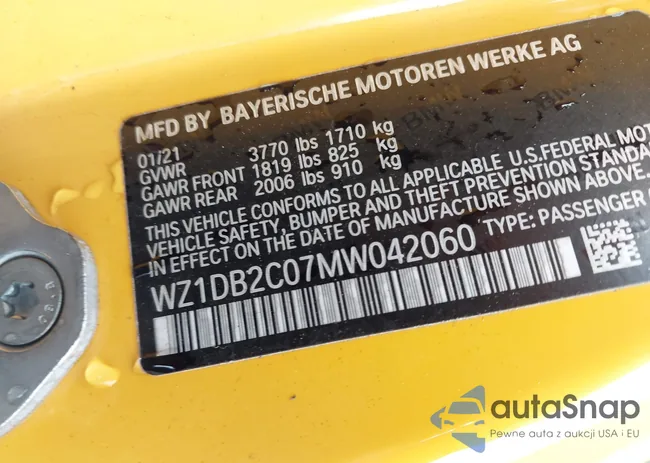 MFD BY BAYERISCHE MOTOREN WERKE AG
01/21 3770 lbs 1710 kg
GVWR
GAWR FRONT 1819 lbs 825 kg
GAWR REAR 2006 lbs 910 kg
THIS VEHICLE CONFORMS TO ALL APPLICABLE U.S.FEDERAL MOT
VEHICLE SAFETY, BUMPER AND THEFT PREVENTION STANDA
IN EFFECT ON THE DATE OF MANUFACTURE SHOWN ABOVE.
WZ1DB2C07MW042060 TYPE: PASSENGER
autaSnap
Pewne auta z aukcji USA i EU